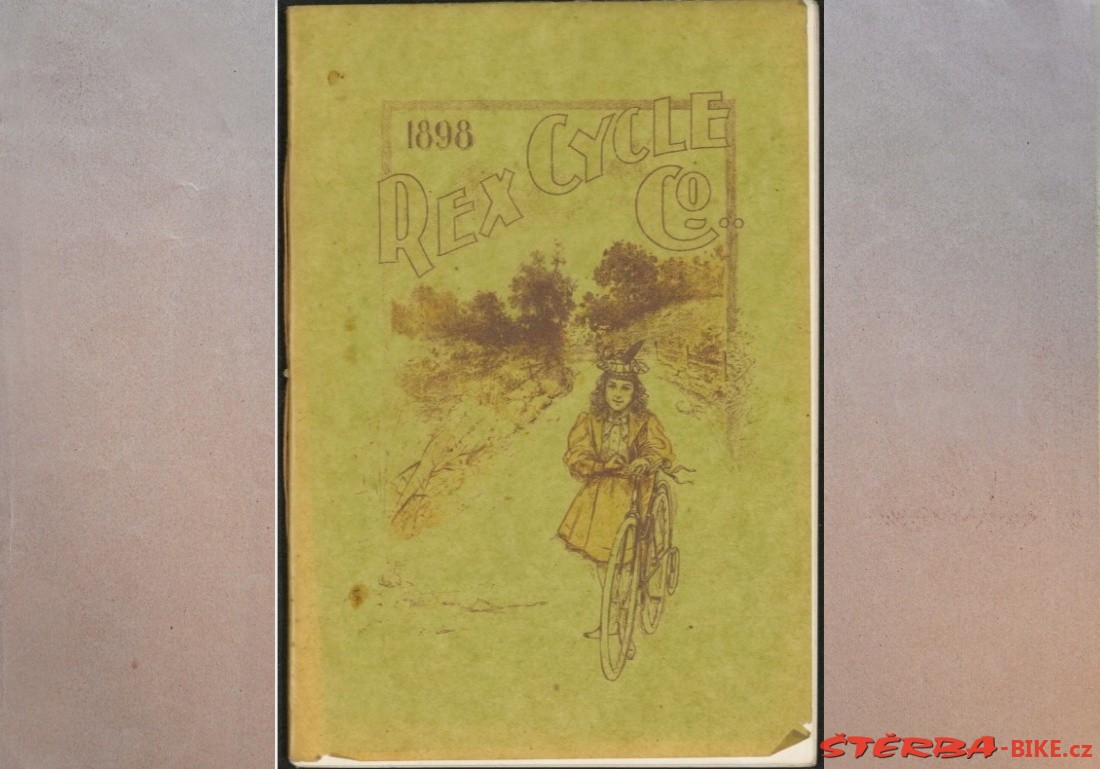 1898
REX CYCLE
CO..
ŠTĚRBA-BIKE.cz